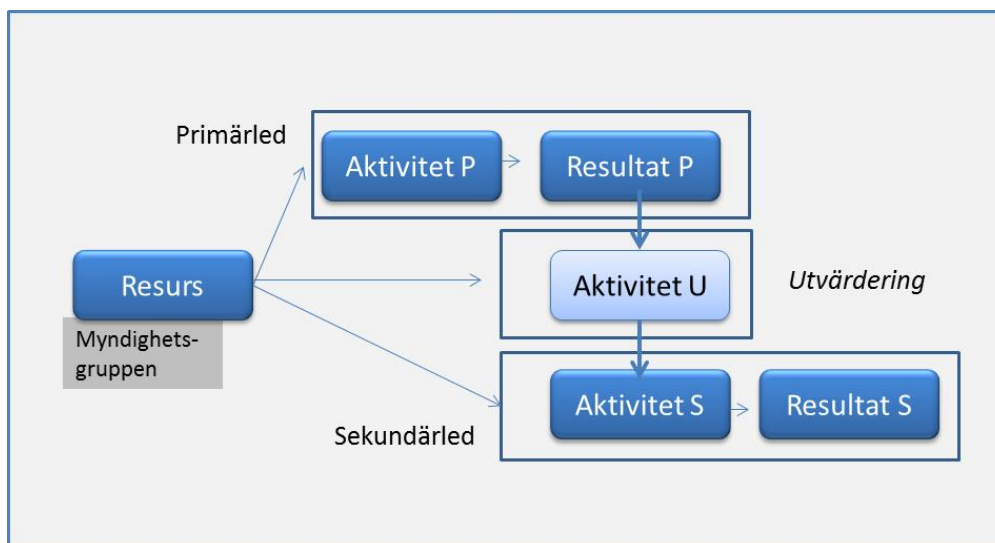 Primärled
Aktivitet P
Resultat P
Resurs
Myndighets-
gruppen
Aktivitet U
Utvärdering
Sekundärled
Aktivitet S
Resultat S